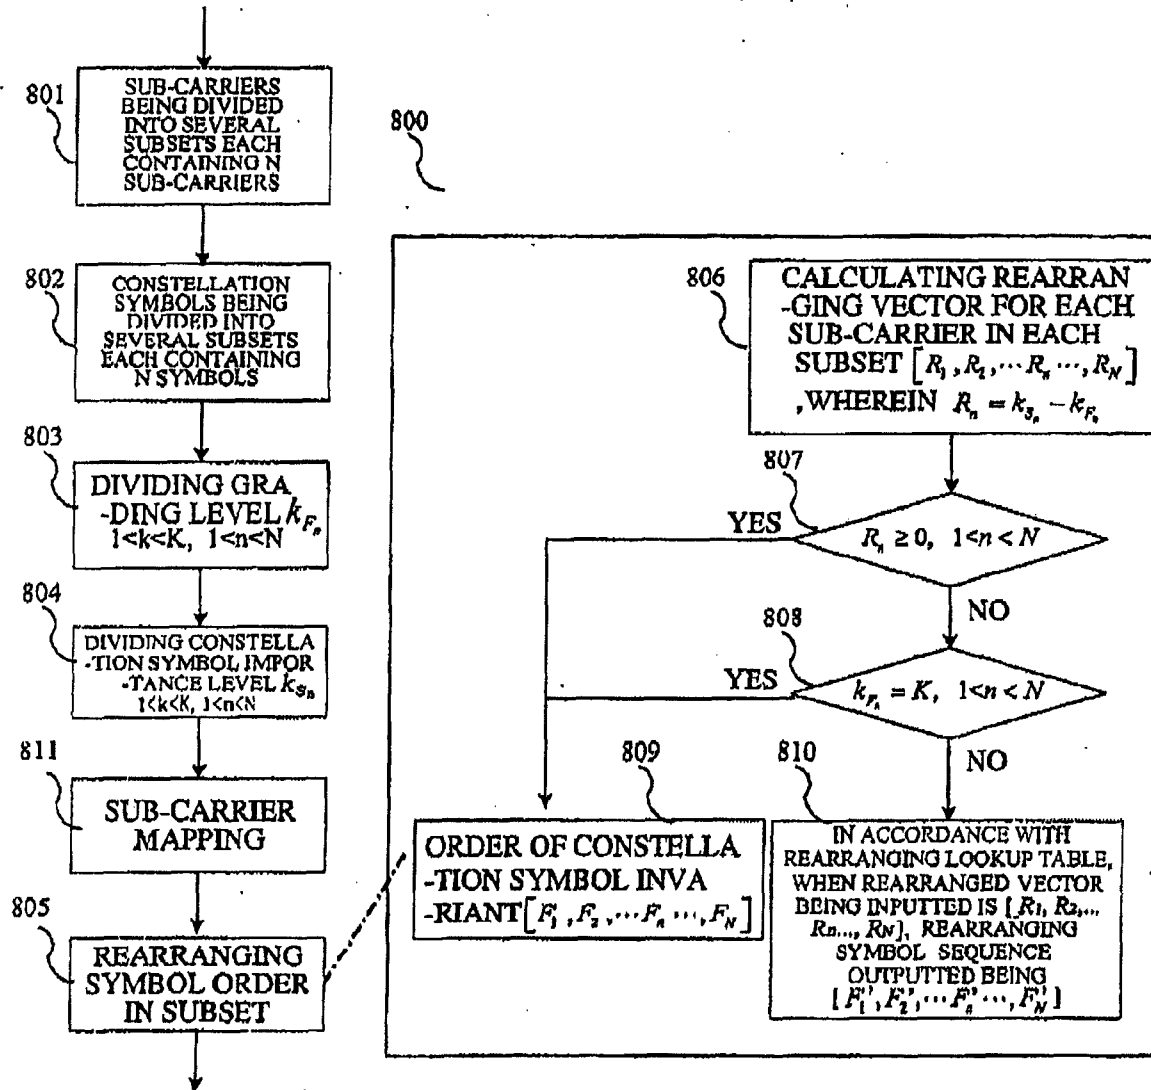 801
SUB-CARRIERS
BEING DIVIDED
INTO SEVERAL
SUBSETS EACH
CONTAINING N
SUB-CARRIERS
802
CONSTELLATION
SYMBOLS BEING
DIVIDED INTO
SEVERAL SUBSETS
EACH CONTAINING
N SYMBOLS
803
DIVIDING GRA
-DING LEVEL k_{F_n}
1<k<K, 1<n<N
804
DIVIDING CONSTELLA
-TION SYMBOL IMPOR
-TANCE LEVEL k_{S_n}
1<k<K, 1<n<N
811
SUB-CARRIER
MAPPING
805
REARRANGING
SYMBOL ORDER
IN SUBSET
800
806
CALCULATING REARRAN
-GING VECTOR FOR EACH
SUB-CARRIER IN EACH
SUBSET [R_1, R_2, ⋯R_n ⋯, R_N]
,WHEREIN R_n = k_{S_n} − k_{F_n}
807
YES
R_n ≥ 0, 1<n<N
NO
808
YES
k_{F_n} = K, 1<n<N
NO
809
ORDER OF CONSTELLA
-TION SYMBOL INVA
-RIANT[F_1, F_2, ⋯F_n ⋯, F_N]
810
IN ACCORDANCE WITH
REARRANGING LOOKUP TABLE,
WHEN REARRANGED VECTOR
BEING INPUTTED IS [R1, R2,...
Rn..., RN], REARRANGING
SYMBOL SEQUENCE
OUTPUTTED BEING
[F_1', F_2', ⋯F_n' ⋯, F_N']